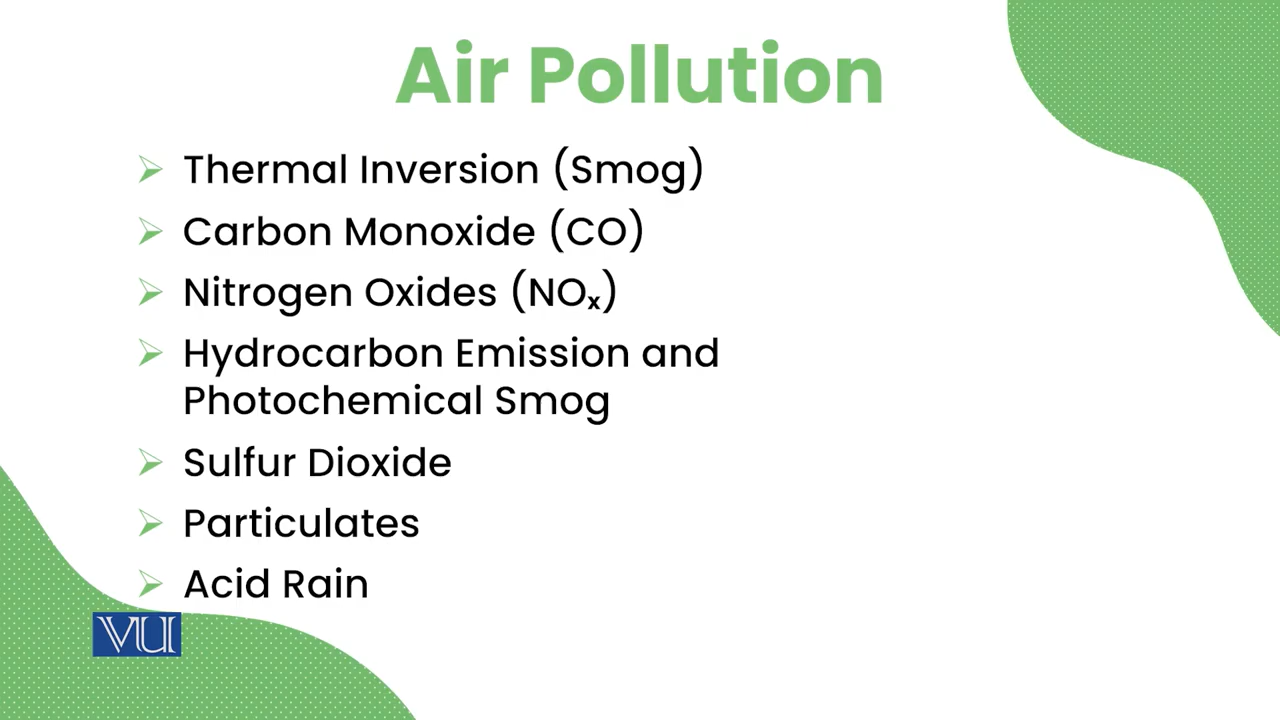 Air Pollution
Thermal Inversion (Smog)
Carbon Monoxide (CO)
Nitrogen Oxides (NOₓ)
Hydrocarbon Emission and
Photochemical Smog
Sulfur Dioxide
Particulates
Acid Rain
VU